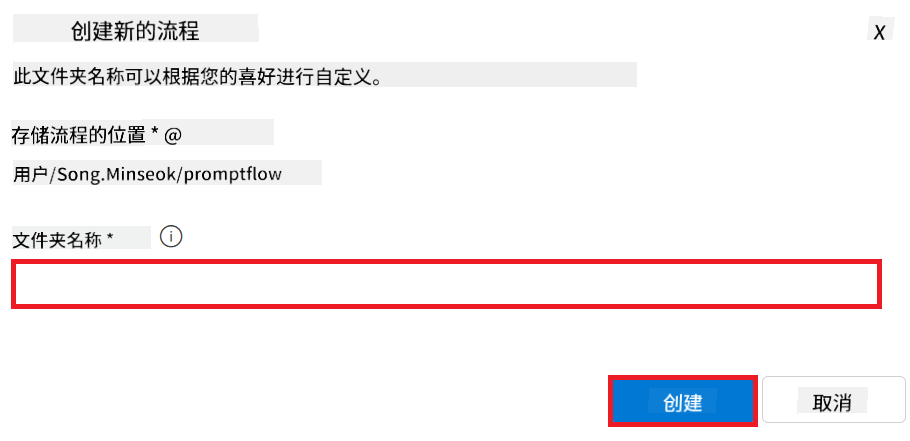 创建新的流程
X
此文件夹名称可以根据您的喜好进行自定义。
存储流程的位置 * @
用户/Song.Minseok/promptflow
文件夹名称 * i
创建
取消